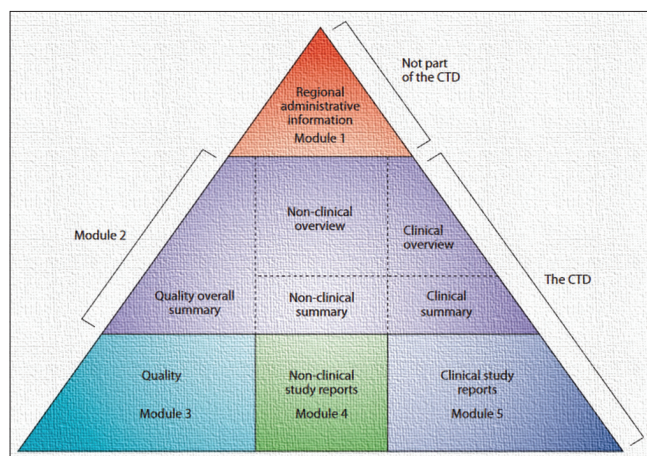 Not part
of the CTD
Regional
administrative
information
Module 1
Module 2
Non-clinical
overview
Clinical
overview
The CTD
Quality overall
summary
Non-clinical
summary
Clinical
summary
Quality
Module 3
Non-clinical
study reports
Module 4
Clinical study
reports
Module 5